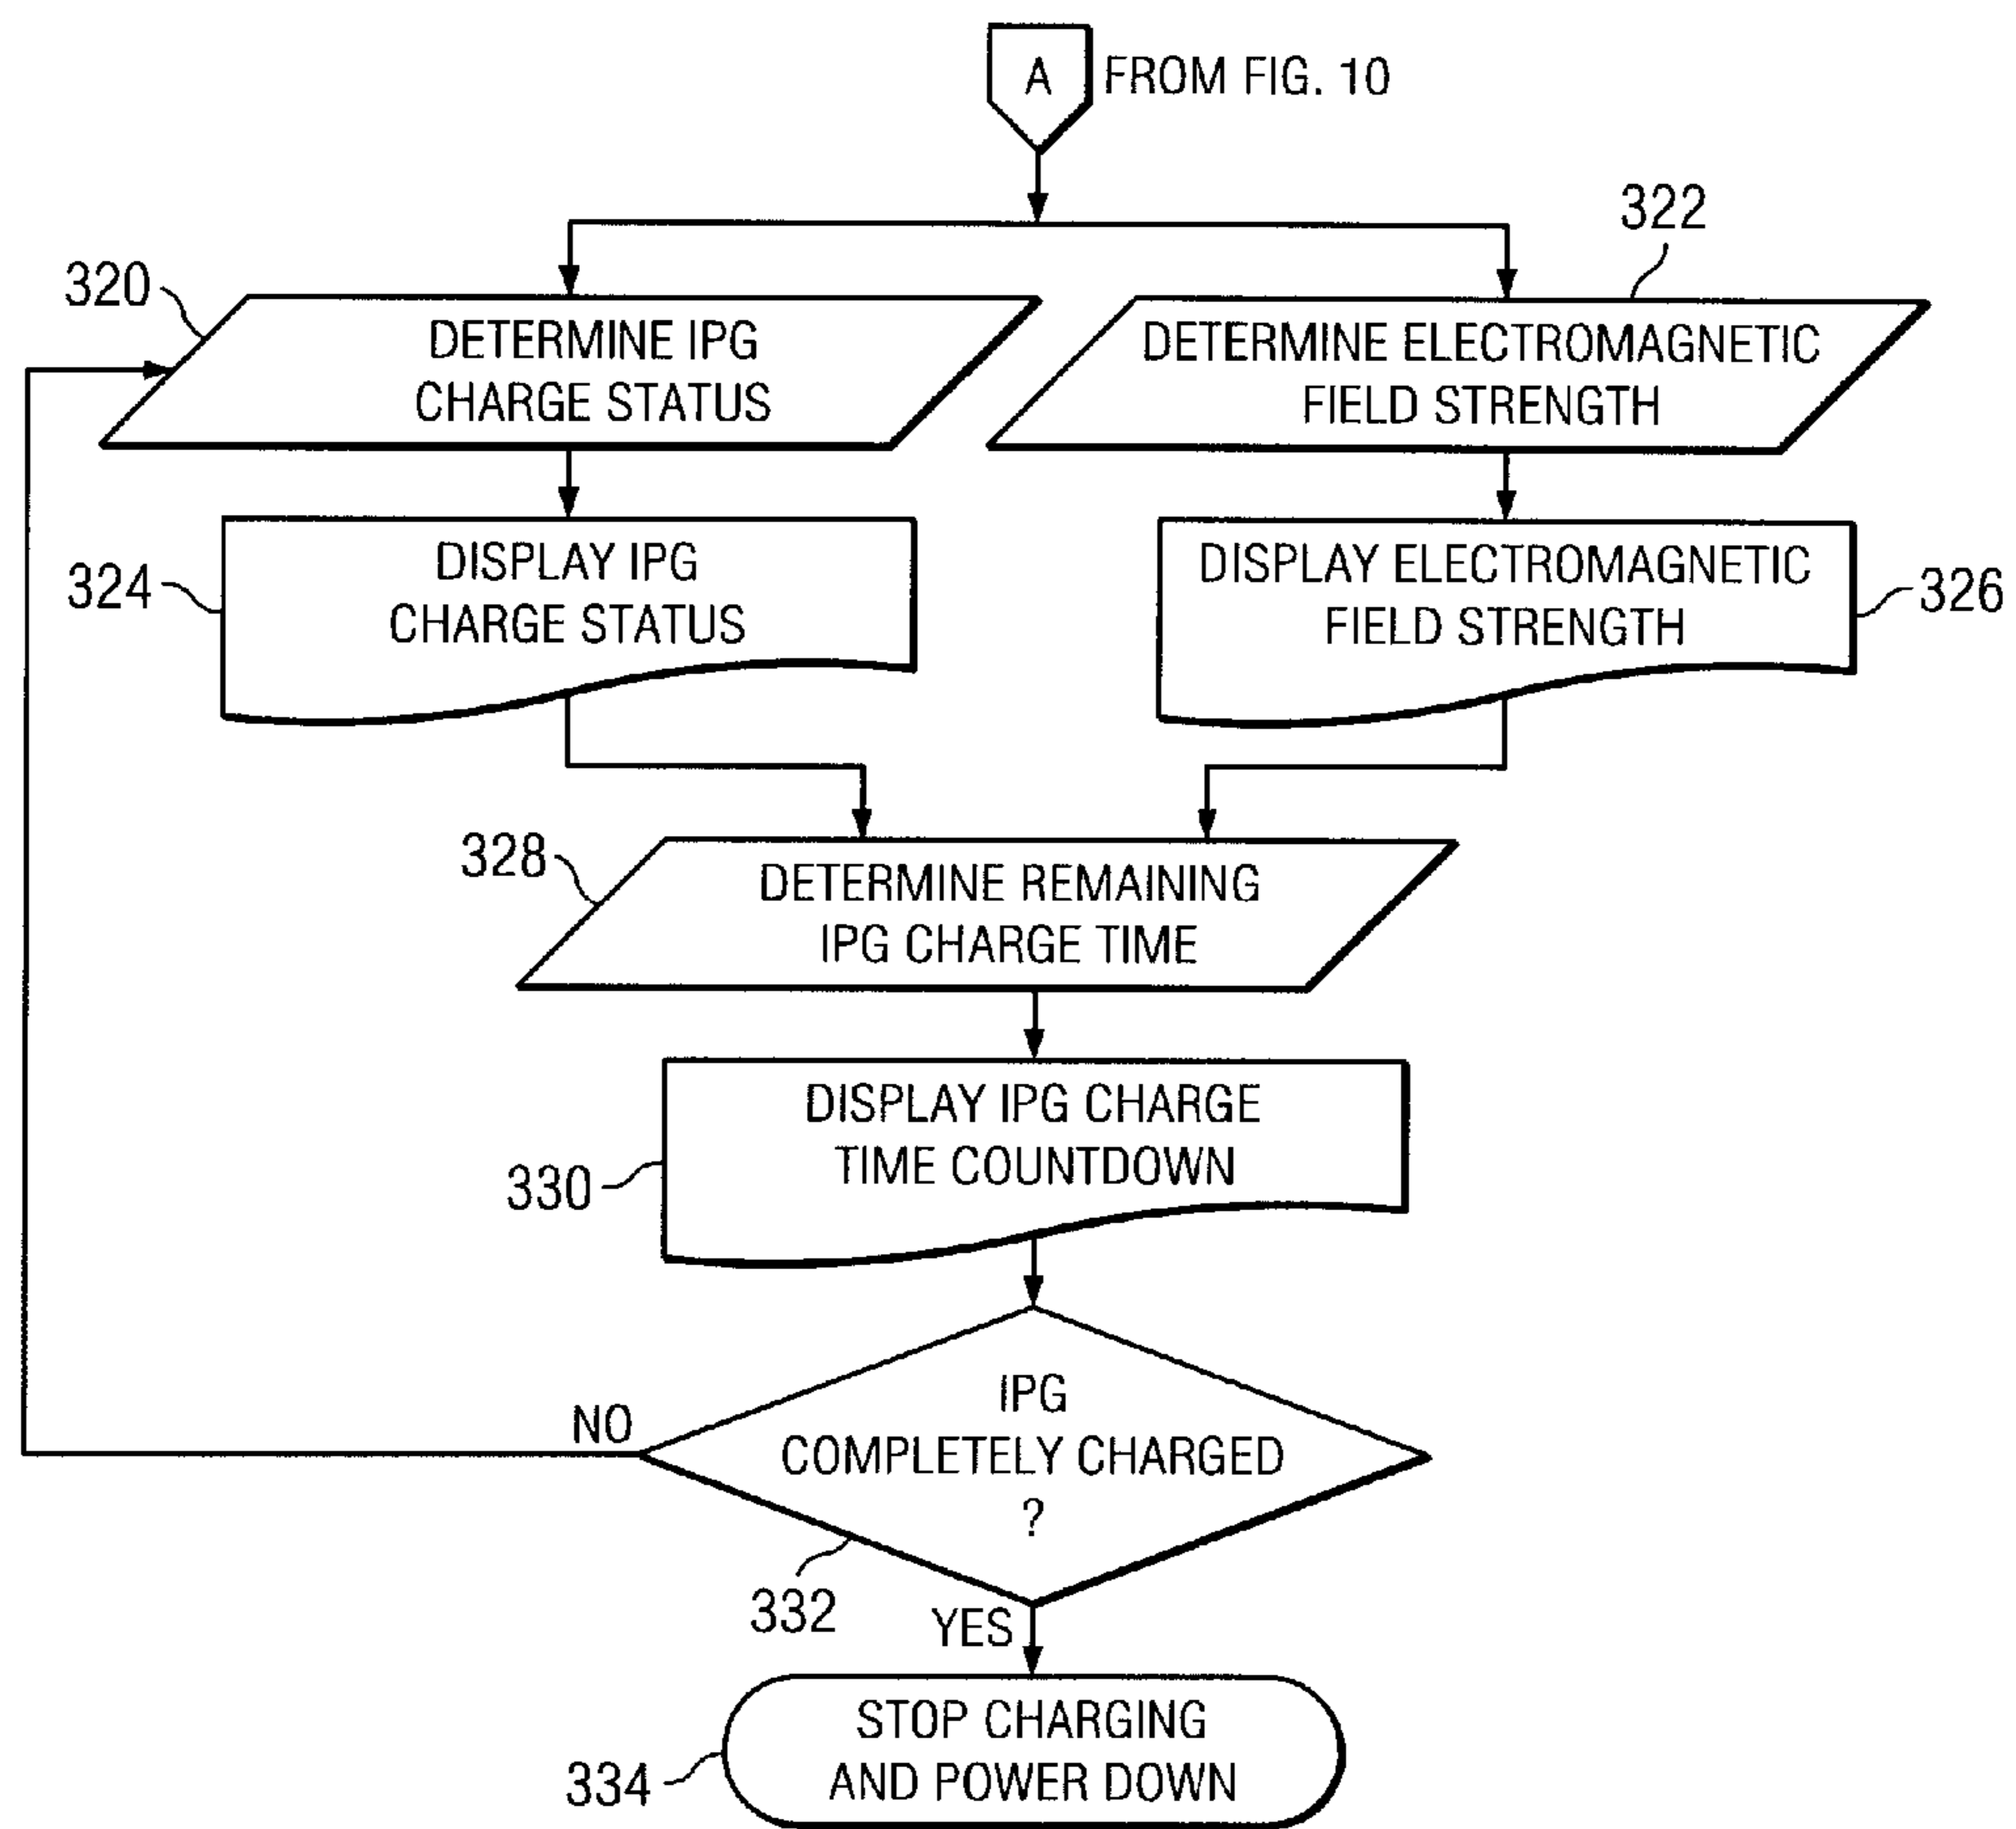 A FROM FIG. 10
322
320
DETERMINE IPG
CHARGE STATUS
DETERMINE ELECTROMAGNETIC
FIELD STRENGTH
324
DISPLAY IPG
CHARGE STATUS
DISPLAY ELECTROMAGNETIC
FIELD STRENGTH
326
328
DETERMINE REMAINING
IPG CHARGE TIME
330
DISPLAY IPG CHARGE
TIME COUNTDOWN
NO
IPG
COMPLETELY CHARGED
?
332
YES
334
STOP CHARGING
AND POWER DOWN